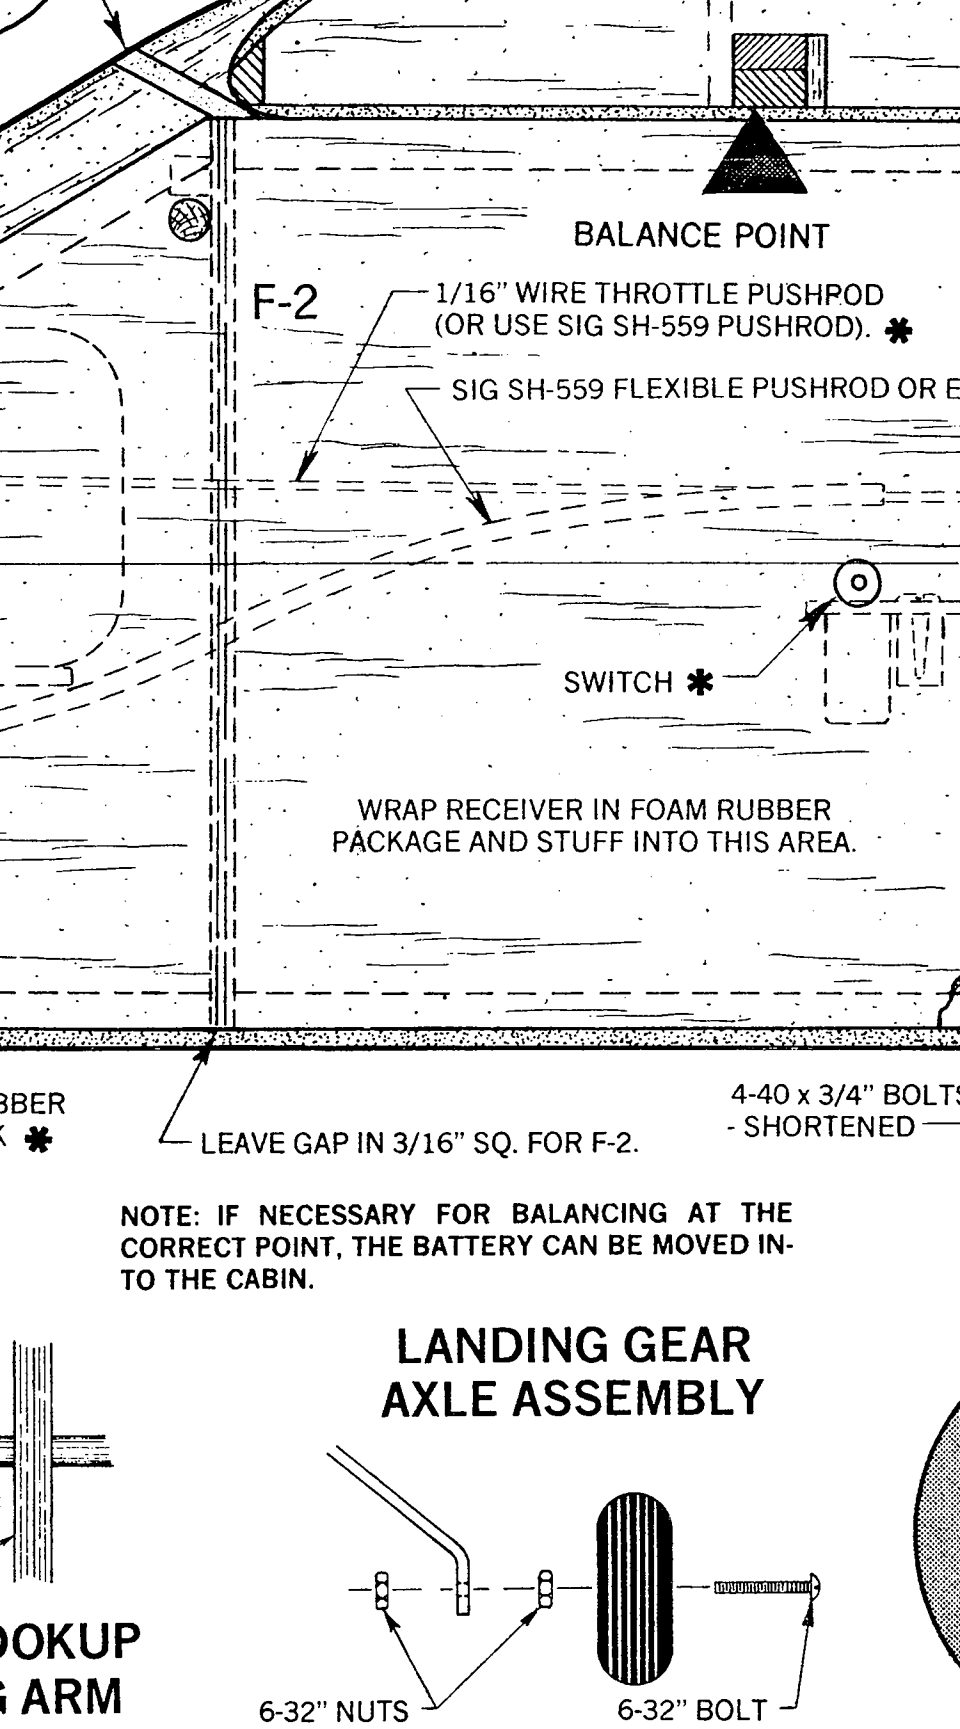 BALANCE POINT
F-2
1/16” WIRE THROTTLE PUSHROD
(OR USE SIG SH-559 PUSHROD). ✱
SIG SH-559 FLEXIBLE PUSHROD OR
SWITCH ✱
WRAP RECEIVER IN FOAM RUBBER
PACKAGE AND STUFF INTO THIS AREA.
✱
4-40 x 3/4” BOLTS
- SHORTENED
LEAVE GAP IN 3/16” SQ. FOR F-2.
NOTE: IF NECESSARY FOR BALANCING AT THE
CORRECT POINT, THE BATTERY CAN BE MOVED IN-
TO THE CABIN.
LANDING GEAR
AXLE ASSEMBLY
ARM
6-32” NUTS
6-32” BOLT